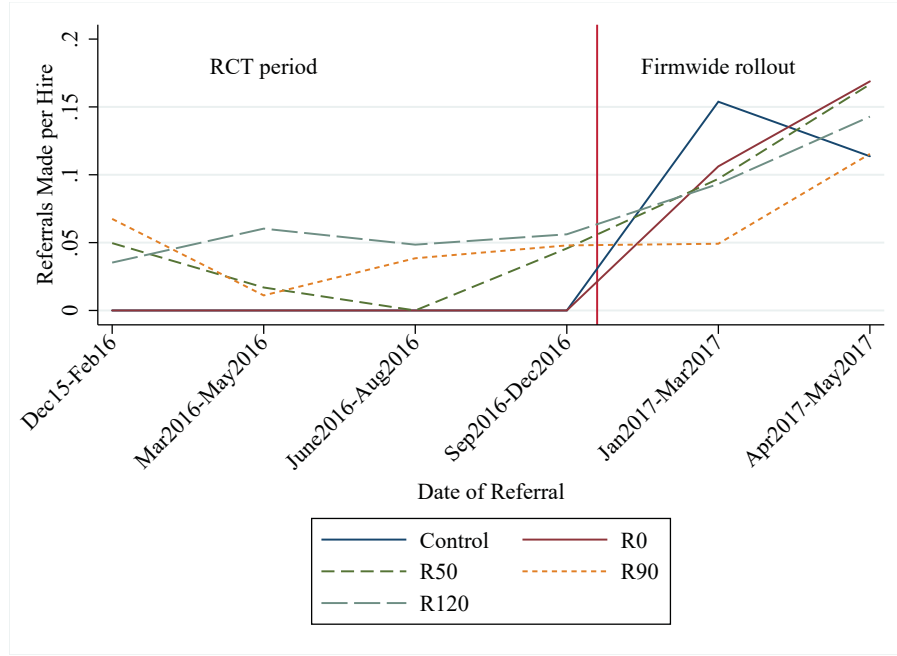 RCT period
Firmwide rollout
Referrals Made per Hire
.2
.15
.1
.05
0
Dec15-Feb16
Mar2016-May2016
June2016-Aug2016
Sep2016-Dec2016
Jan2017-Mar2017
Apr2017-May2017
Date of Referral
Control
R0
R50
R90
R120